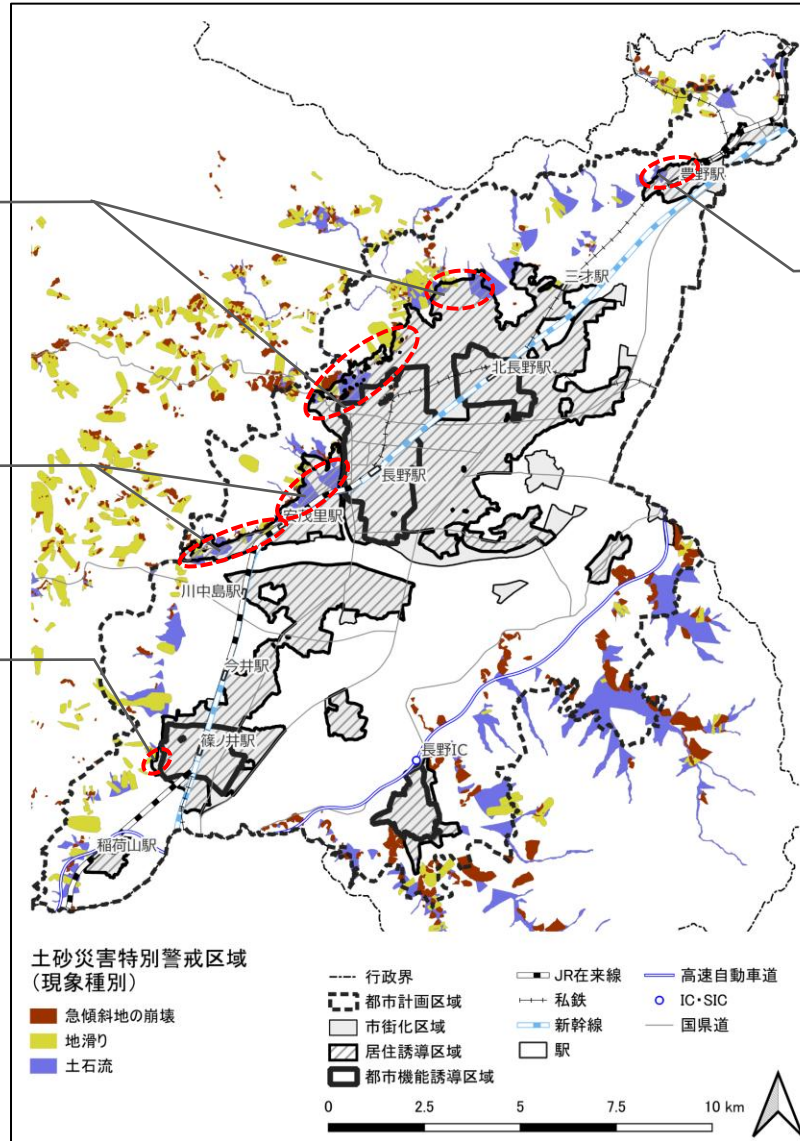 豊野駅
三才駅
北長野駅
長野駅
安茂里駅
川中島駅
今井駅
篠ノ井駅
長野IC
稲荷山駅
土砂災害特別警戒区域
(現象種別)
急傾斜地の崩壊
地滑り
土石流
行政界
都市計画区域
市街化区域
居住誘導区域
都市機能誘導区域
JR在来線
私鉄
新幹線
駅
高速自動車道
IC・SIC
国県道
0 2.5 5 7.5 10 km